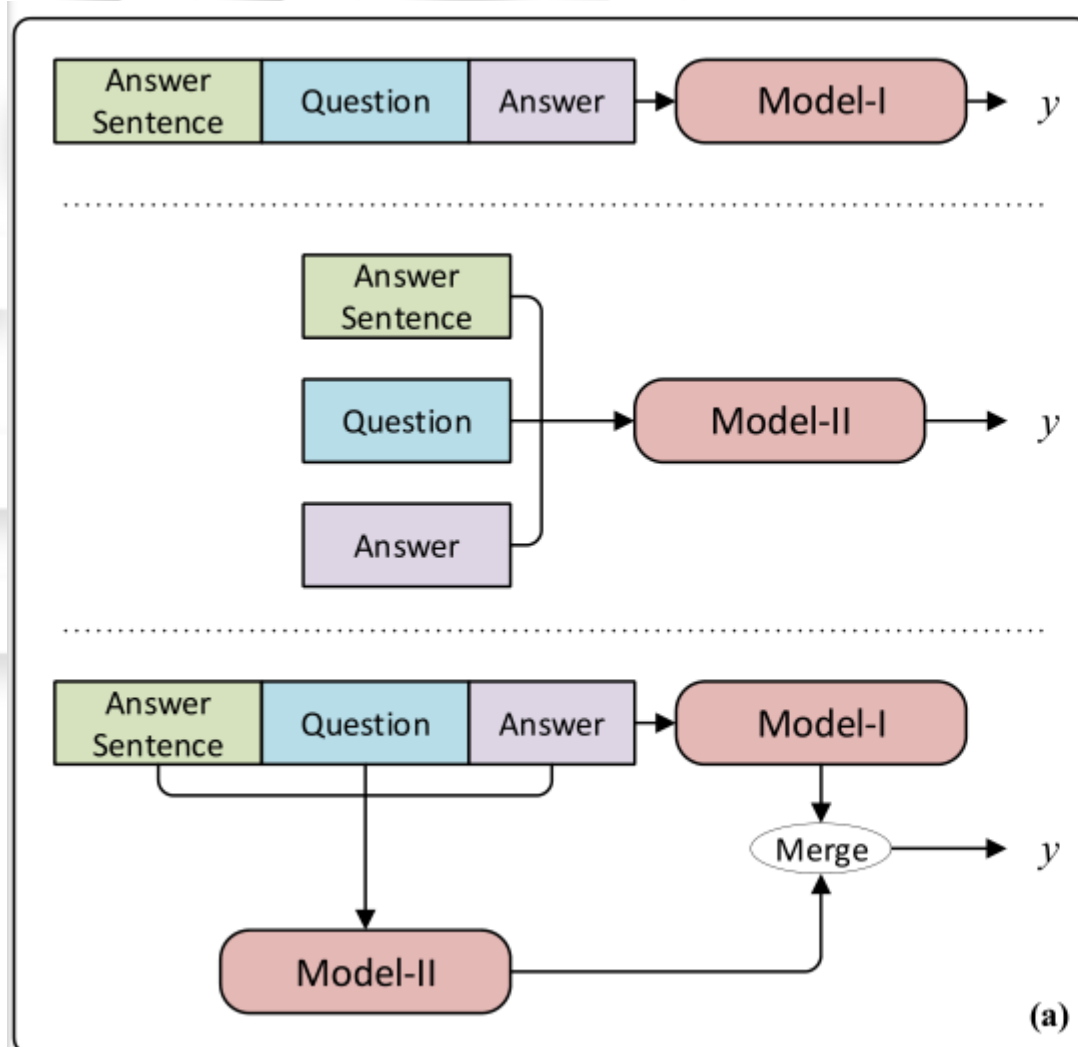 Answer
Sentence
Question
Answer
Model-I
y
Answer
Sentence
Question
Answer
Model-II
y
Answer
Sentence
Question
Answer
Model-I
Merge
y
Model-II
(a)